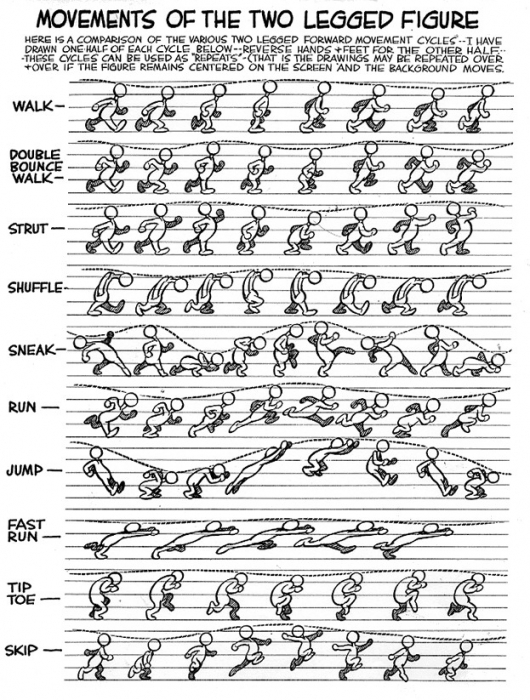 MOVEMENTS OF THE TWO LEGGED FIGURE
HERE IS A COMPARISON OF THE VARIOUS TWO LEGGED FORWARD MOVEMENT CYCLES"--I HAVE
DRAWN ONE-HALF OF EACH CYCLE BELOW--REVERSE HANDS + FEET FOR THE OTHER HALF--
-THESE CYCLES CAN BE USED AS "REPEATS"-(THAT IS THE DRAWINGS MAY BE REPEATED OVER
+ OVER IF THE FIGURE REMAINS CENTERED ON THE SCREEN AND THE BACKGROUND MOVES.
WALK-
DOUBLE
BOUNCE
WALK-
STRUT -
SHUFFLE-
SNEAK-
RUN -
JUMP -
FAST
RUN -
TIP
TOE -
SKIP -